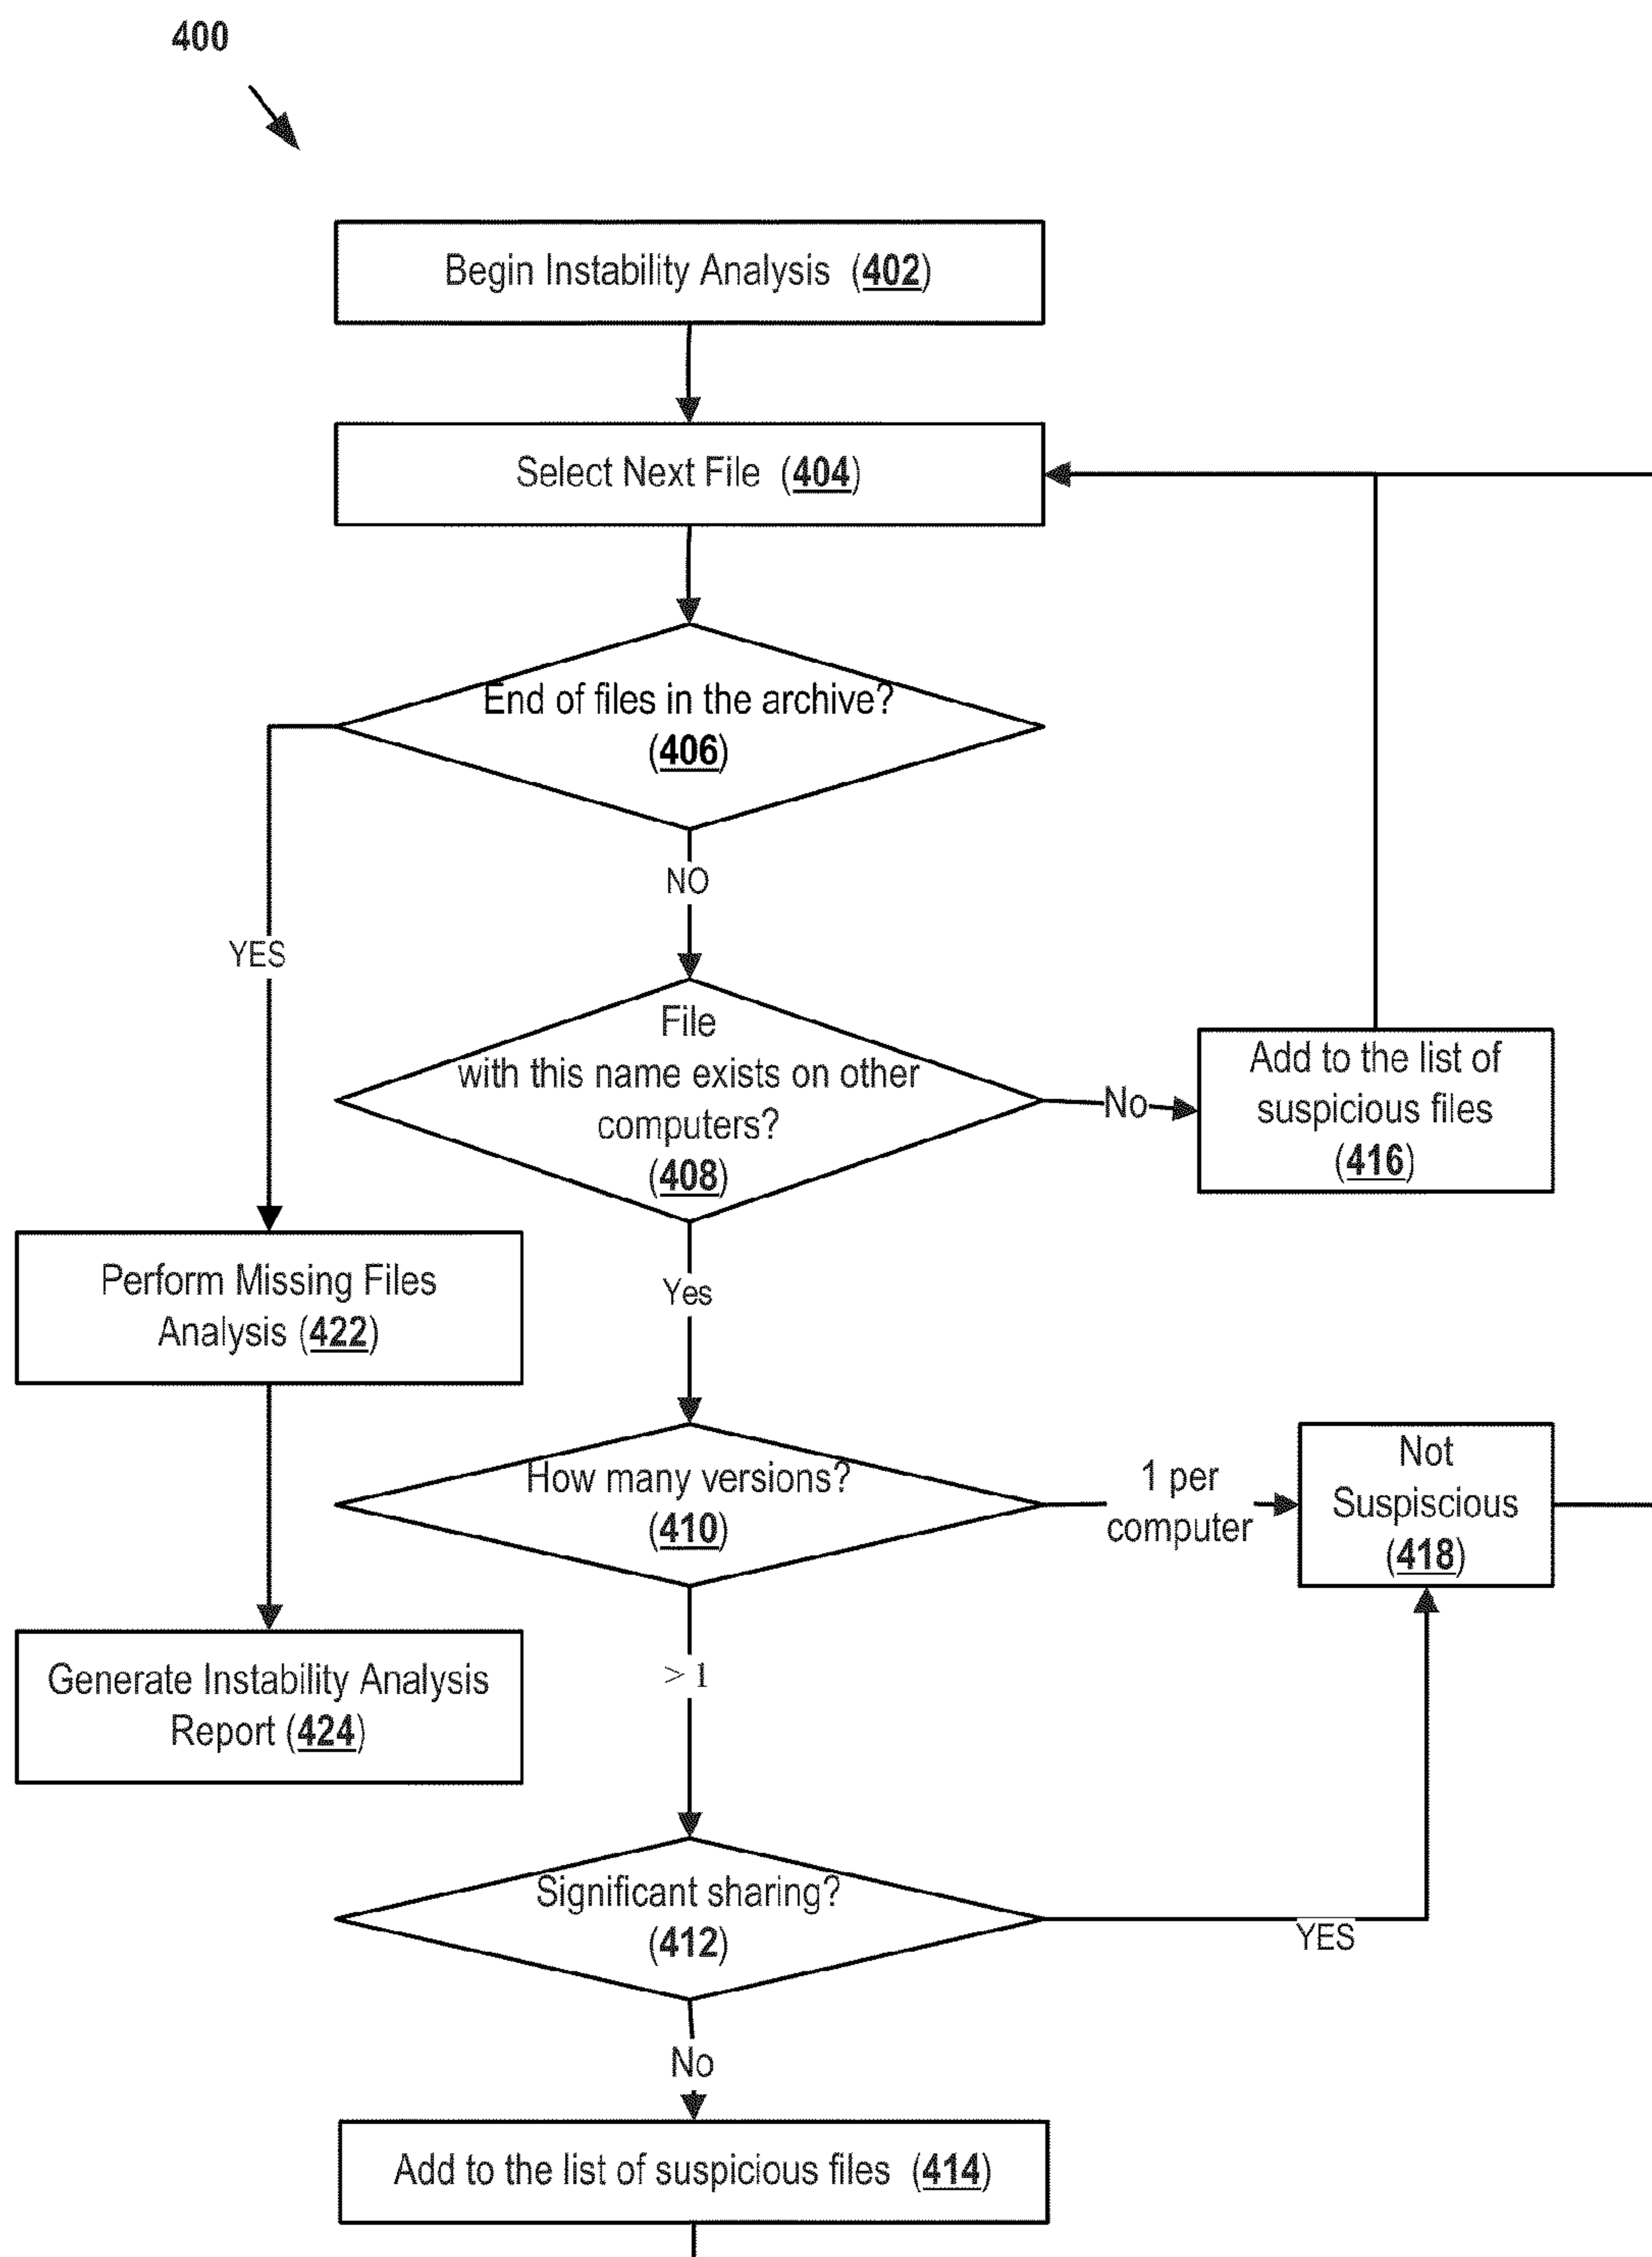 400
Begin Instability Analysis (402)
Select Next File (404)
End of files in the archive?
(406)
NO
YES
File
with this name exists on other
computers?
(408)
No
Add to the list of
suspicious files
(416)
Perform Missing Files
Analysis (422)
Yes
How many versions?
(410)
1 per
computer
Not
Suspiscious
(418)
Generate Instability Analysis
Report (424)
> 1
Significant sharing?
(412)
YES
No
Add to the list of suspicious files (414)